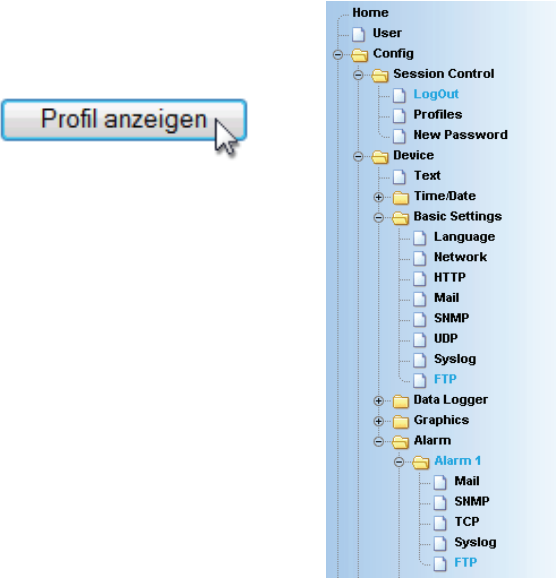 Profil anzeigen
Home
User
Config
Session Control
LogOut
Profiles
New Password
Device
Text
Time/Date
Basic Settings
Language
Network
HTTP
Mail
SNMP
UDP
Syslog
FTP
Data Logger
Graphics
Alarm
Alarm 1
Mail
SNMP
TCP
Syslog
FTP